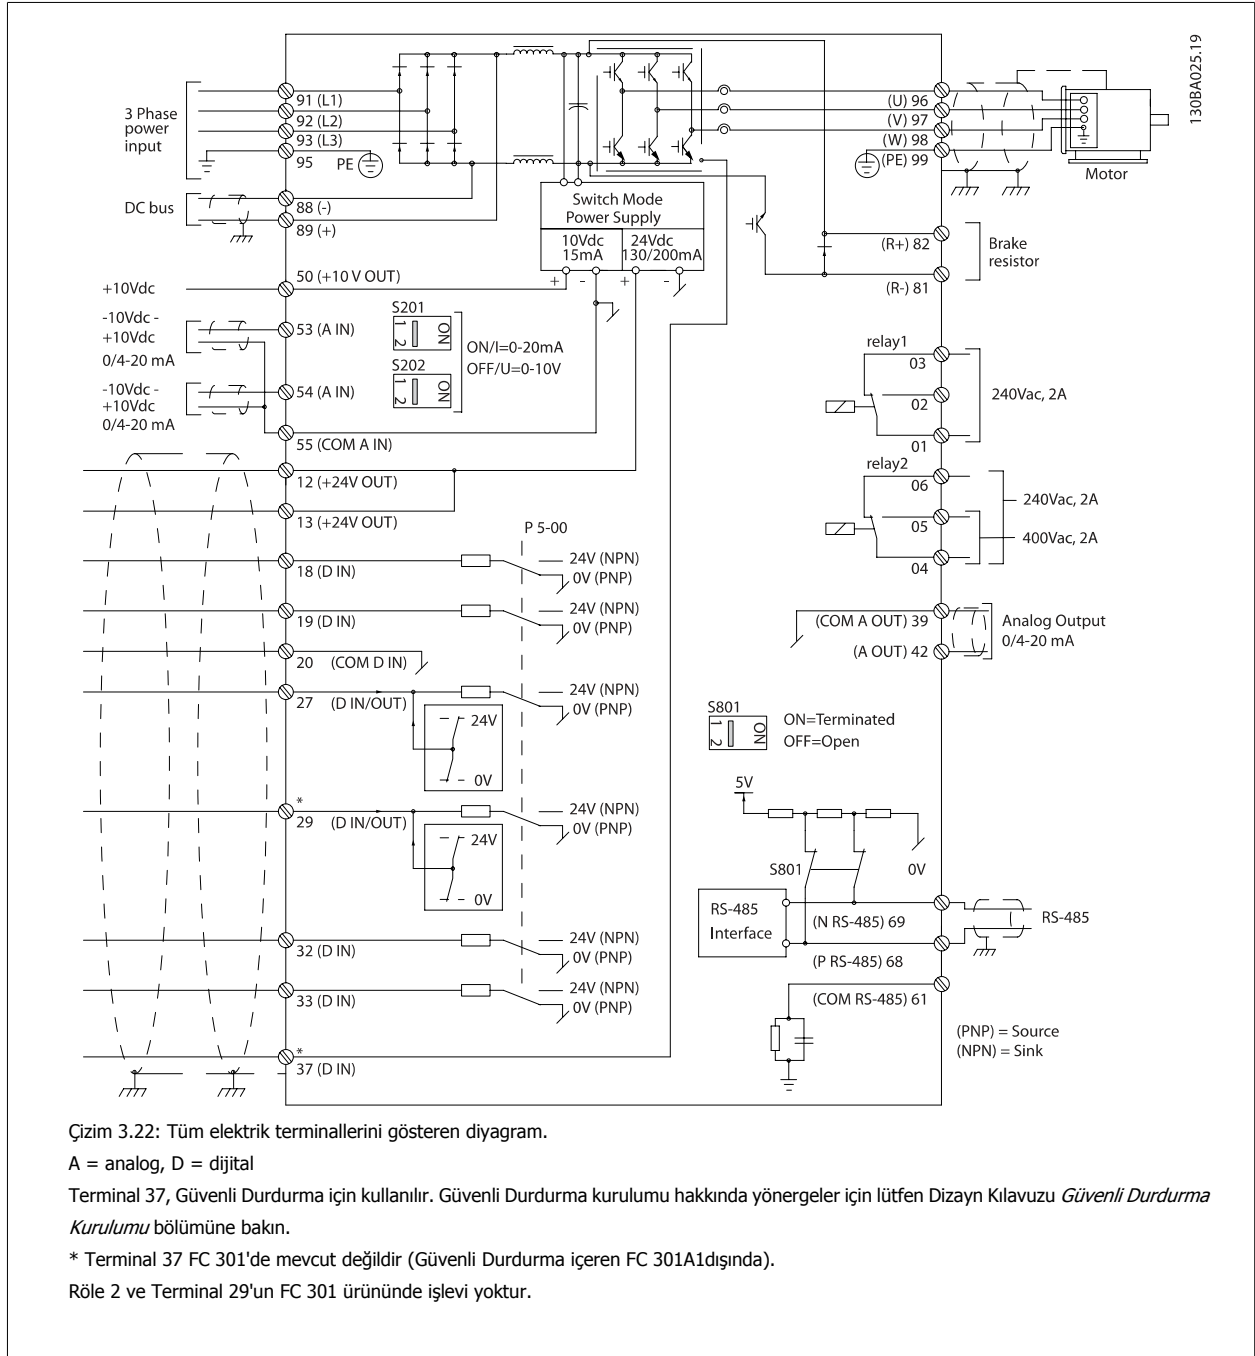 130BA025.19
3 Phase
power
input
91 (L1)
92 (L2)
93 (L3)
95
PE
DC bus
88 (-)
89 (+)
Switch Mode
Power Supply
10Vdc
15mA
24Vdc
130/200mA
+ - + -
(U) 96
(V) 97
(W) 98
(PE) 99
Motor
(R+) 82
(R-) 81
Brake
resistor
+10Vdc
50 (+10 V OUT)
-10Vdc -
+10Vdc
0/4-20 mA
53 (A IN)
-10Vdc -
+10Vdc
0/4-20 mA
54 (A IN)
55 (COM A IN)
S201
1 2
ON
S202
1 2
ON
ON/I=0-20mA
OFF/U=0-10V
relay1
03
02
01
240Vac, 2A
relay2
06
05
04
240Vac, 2A
400Vac, 2A
12 (+24V OUT)
13 (+24V OUT)
P 5-00
18 (D IN)
24V (NPN)
0V (PNP)
19 (D IN)
24V (NPN)
0V (PNP)
20 (COM D IN)
27 (D IN/OUT)
24V (NPN)
0V (PNP)
24V
0V
*
29 (D IN/OUT)
24V (NPN)
0V (PNP)
24V
0V
32 (D IN)
24V (NPN)
0V (PNP)
33 (D IN)
24V (NPN)
0V (PNP)
*
37 (D IN)
(COM A OUT) 39
(A OUT) 42
Analog Output
0/4-20 mA
S801
1 2
ON
ON=Terminated
OFF=Open
5V
S801
0V
RS-485
Interface
(N RS-485) 69
(P RS-485) 68
RS-485
(COM RS-485) 61
(PNP) = Source
(NPN) = Sink
Çizim 3.22: Tüm elektrik terminallerini gösteren diyagram.
A = analog, D = dijital
Terminal 37, Güvenli Durdurma için kullanılır. Güvenli Durdurma kurulumu hakkında yönergeler için lütfen Dizayn Kılavuzu Güvenli Durdurma
Kurulumu bölümüne bakın.
* Terminal 37 FC 301'de mevcut değildir (Güvenli Durdurma içeren FC 301A1dışında).
Röle 2 ve Terminal 29'un FC 301 ürününde işlevi yoktur.